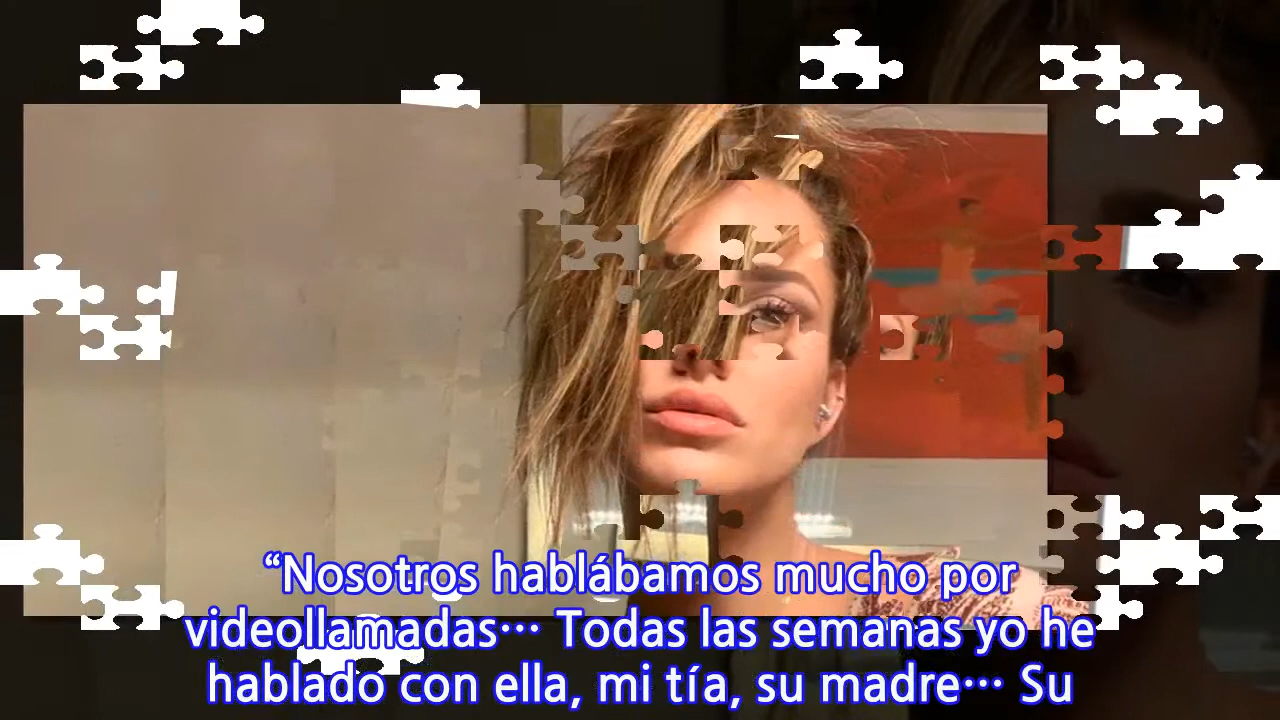 “Nosotros hablábamos mucho por
videollamadas… Todas las semanas yo he
hablado con ella, mi tía, su madre… Su